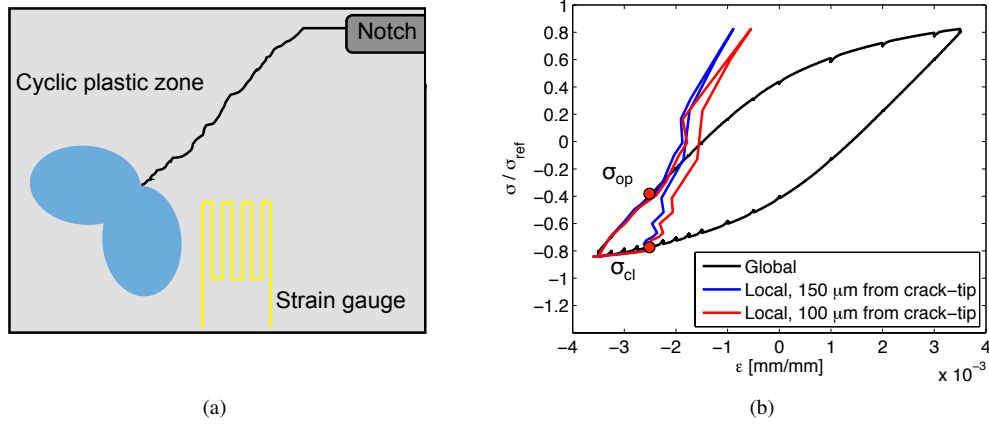 Notch
Cyclic plastic zone
Strain gauge
(a)
0.8
0.6
0.4
0.2
0
−0.2
−0.4
−0.6
−0.8
−1
−1.2
σ / σref
σop
σcl
Global
Local, 150 μm from crack−tip
Local, 100 μm from crack−tip
−4 −3 −2 −1 0 1 2 3 4
ε [mm/mm]
x 10⁻³
(b)